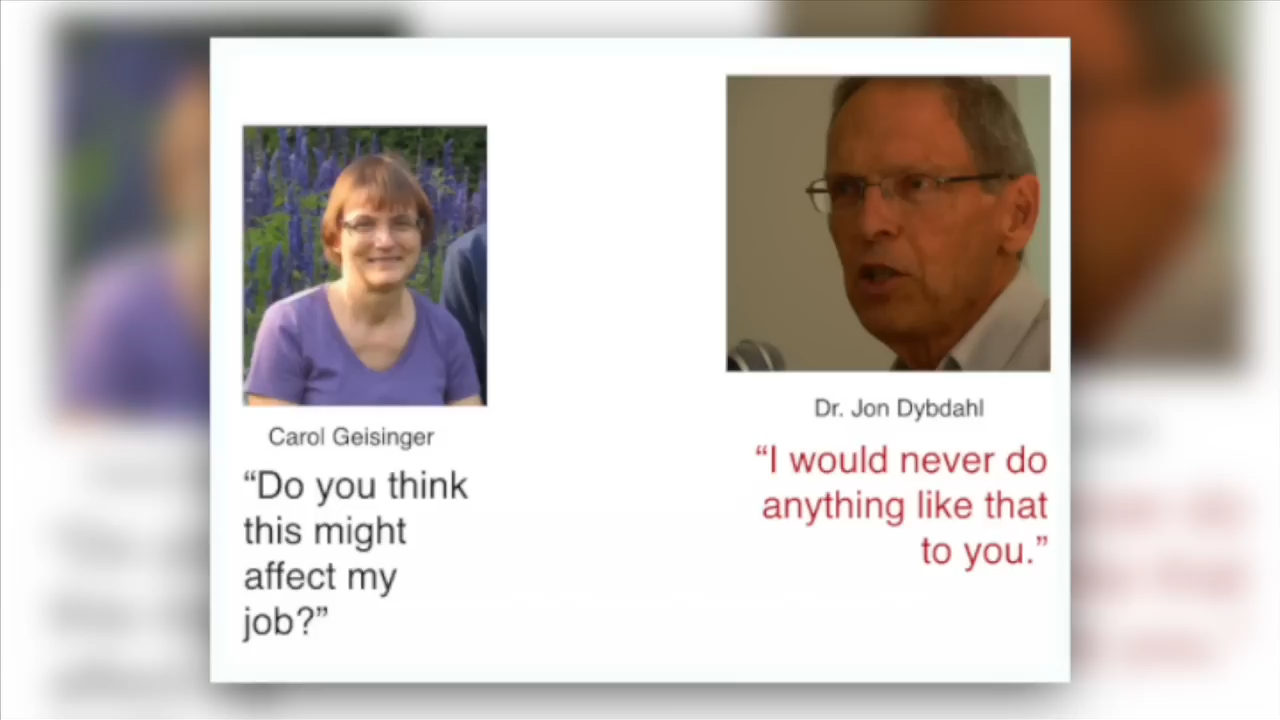 Carol Geisinger
“Do you think
this might
affect my
job?”
Dr. Jon Dybdahl
“I would never do
anything like that
to you.”